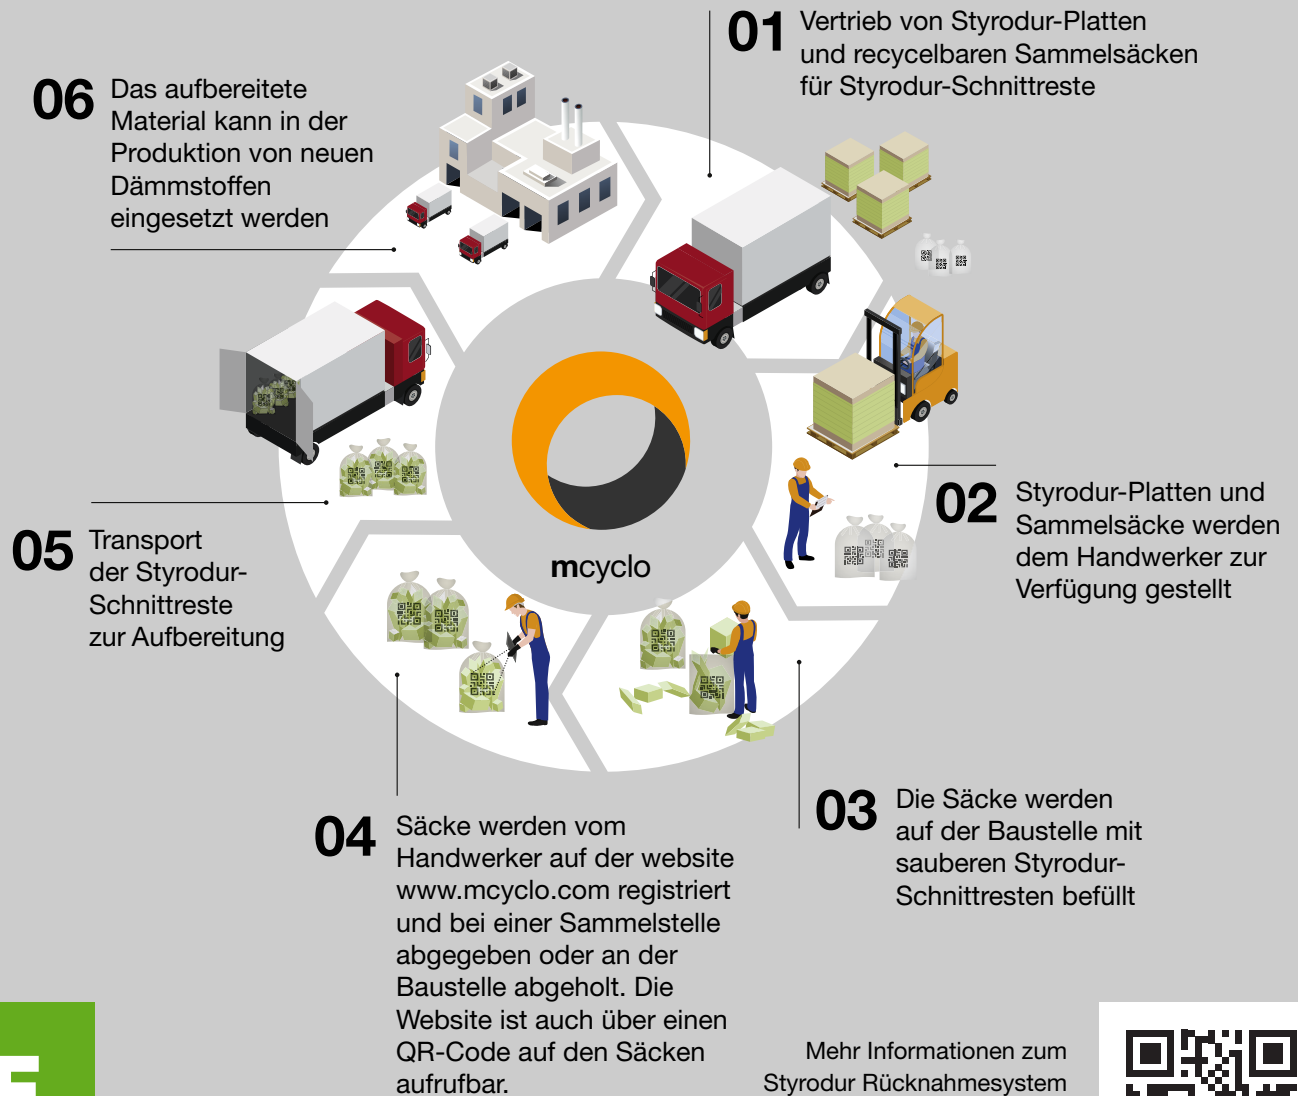 01
Vertrieb von Styrodur-Platten
und recycelbaren Sammelsäcken
für Styrodur-Schnittreste
02
Styrodur-Platten und
Sammelsäcke werden
dem Handwerker zur
Verfügung gestellt
03
Die Säcke werden
auf der Baustelle mit
sauberen Styrodur-
Schnittresten befüllt
04
Säcke werden vom
Handwerker auf der website
www.mcyclo.com registriert
und bei einer Sammelstelle
abgegeben oder an der
Baustelle abgeholt. Die
Website ist auch über einen
QR-Code auf den Säcken
aufrufbar.
05
Transport
der Styrodur-
Schnittreste
zur Aufbereitung
06
Das aufbereitete
Material kann in der
Produktion von neuen
Dämmstoffen
eingesetzt werden
mcyclo
Mehr Informationen zum
Styrodur Rücknahmesystem